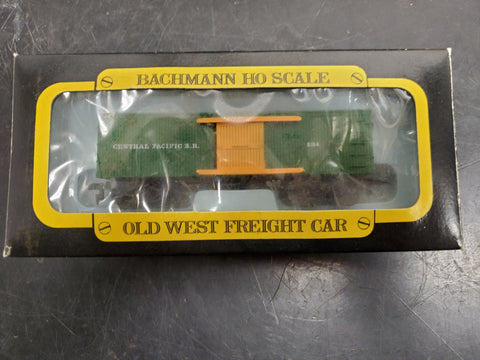 BACHMANN HO SCALE
CENTRAL PACIFIC R.R.
OLD WEST FREIGHT CAR